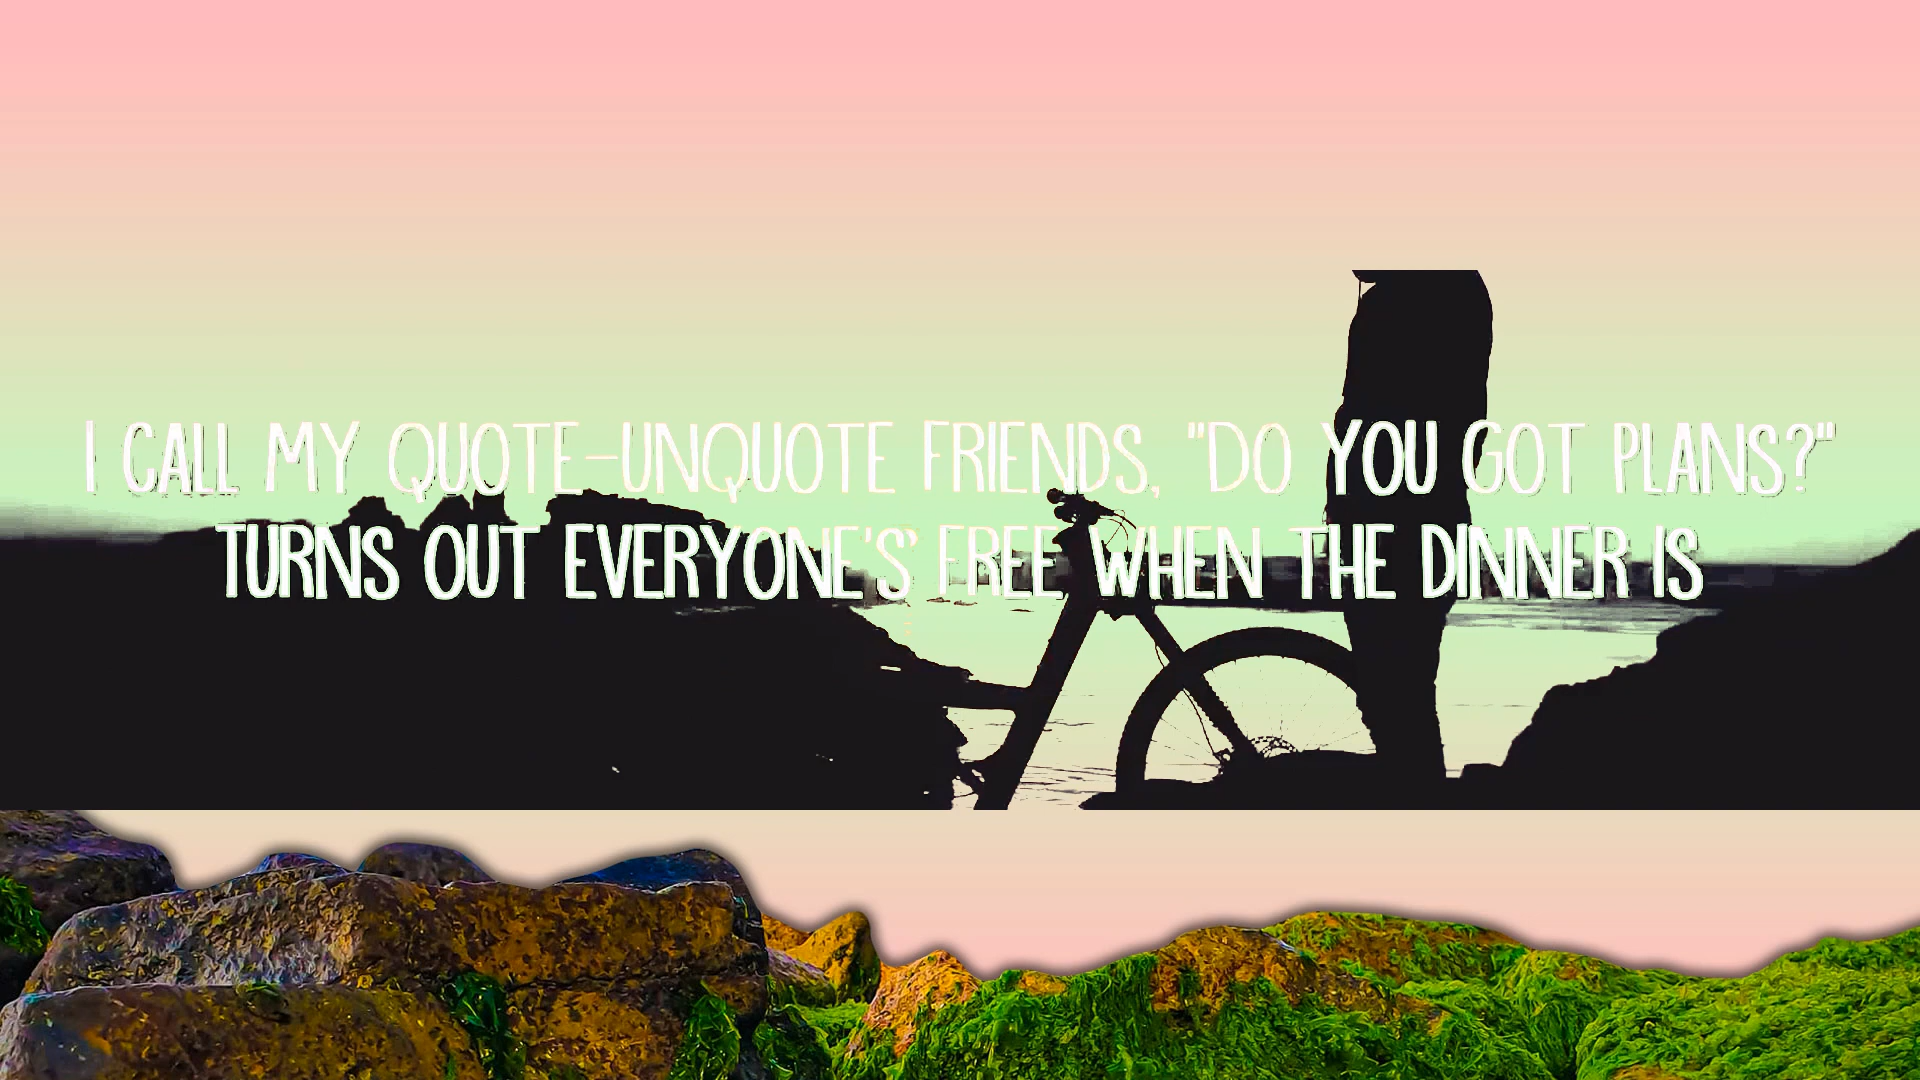 I CALL MY QUOTE-UNQUOTE FRIENDS, "DO YOU GOT PLANS?"
TURNS OUT EVERYONE'S FREE WHEN THE DINNER IS